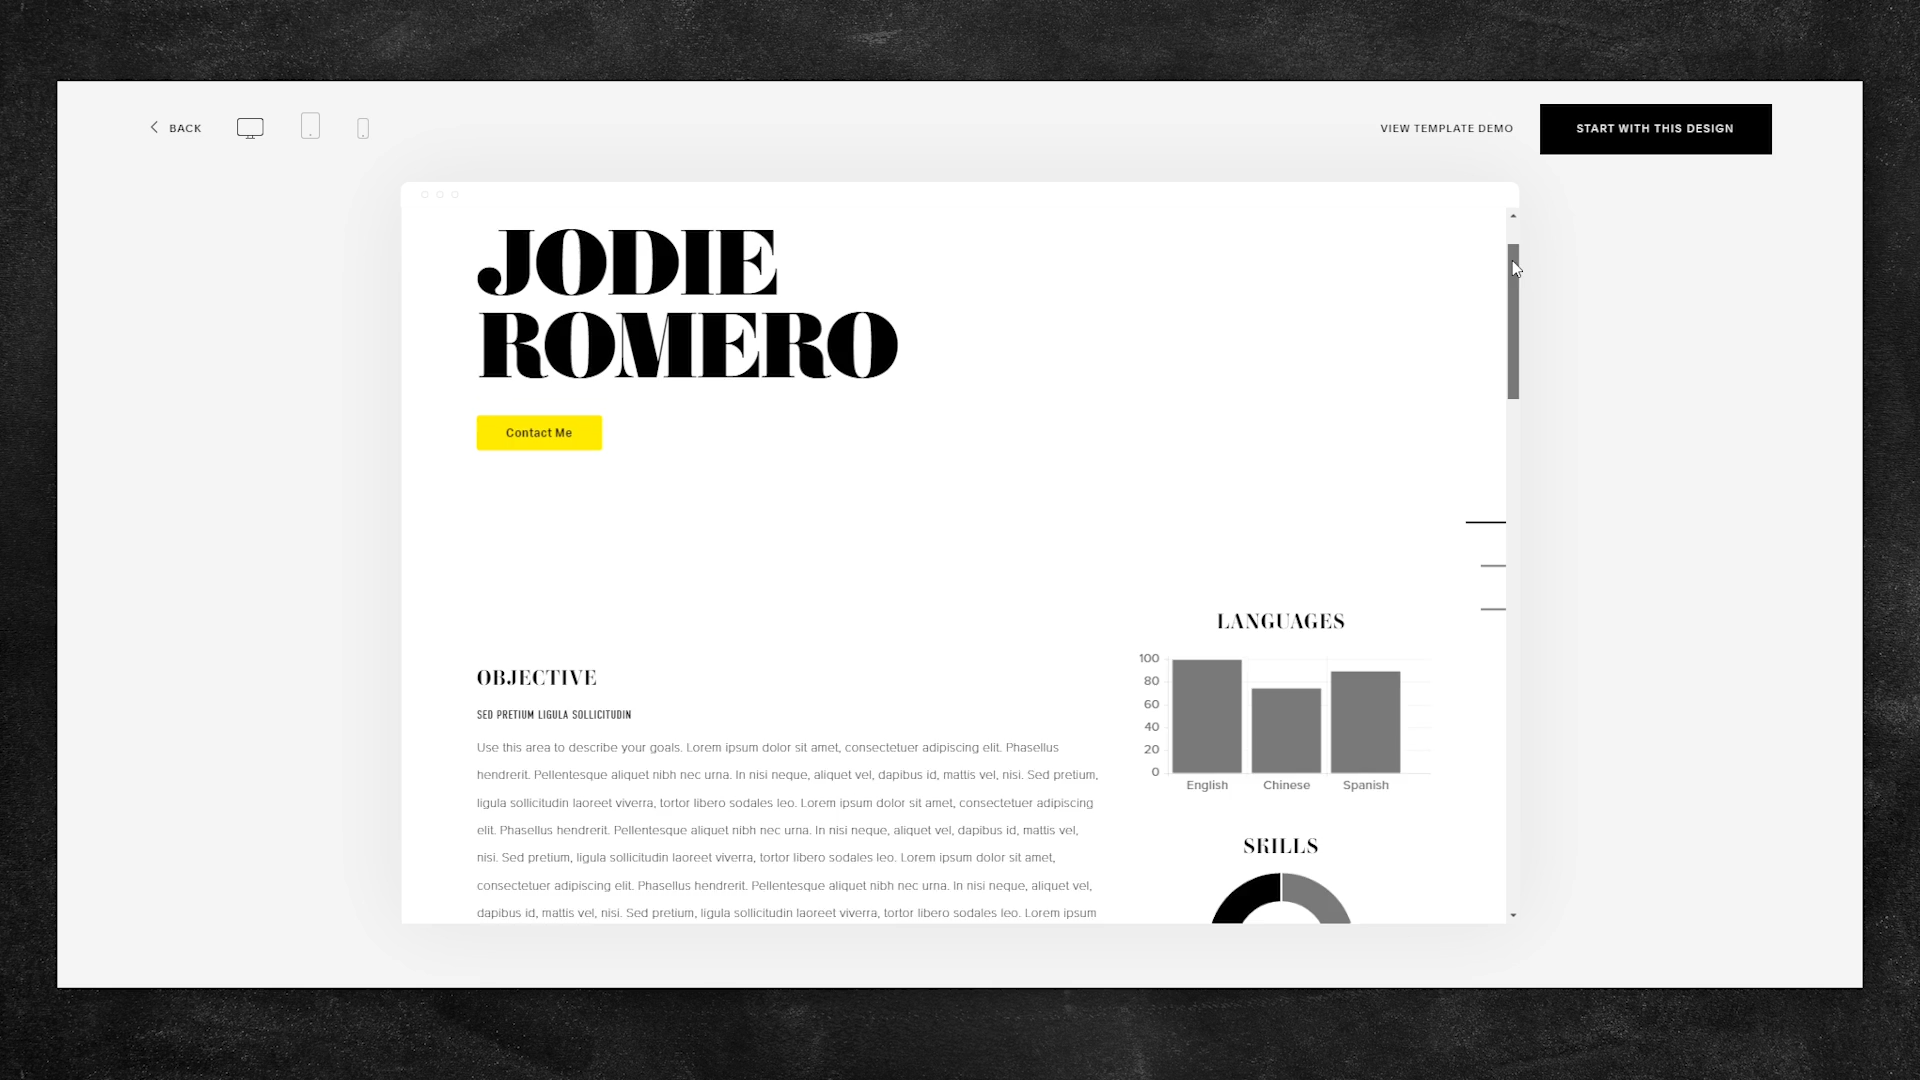 BACK
VIEW TEMPLATE DEMO
START WITH THIS DESIGN
JODIE
ROMERO
Contact Me
LANGUAGES
100
80
60
40
20
0
English Chinese Spanish
OBJECTIVE
SED PRETIUM LIGULA SOLLICITUDIN
Use this area to describe your goals. Lorem ipsum dolor sit amet, consectetuer adipiscing elit. Phasellus
hendrerit. Pellentesque aliquet nibh nec urna. In nisi neque, aliquet vel, dapibus id, mattis vel, nisi. Sed pretium,
ligula sollicitudin laoreet viverra, tortor libero sodales leo. Lorem ipsum dolor sit amet, consectetuer adipiscing
elit. Phasellus hendrerit. Pellentesque aliquet nibh nec urna. In nisi neque, aliquet vel, dapibus id, mattis vel,
nisi. Sed pretium, ligula sollicitudin laoreet viverra, tortor libero sodales leo. Lorem ipsum dolor sit amet,
consectetuer adipiscing elit. Phasellus hendrerit. Pellentesque aliquet nibh nec urna. In nisi neque, aliquet vel,
dapibus id, mattis vel, nisi. Sed pretium, ligula sollicitudin laoreet viverra, tortor libero sodales leo. Lorem ipsum
SKILLS